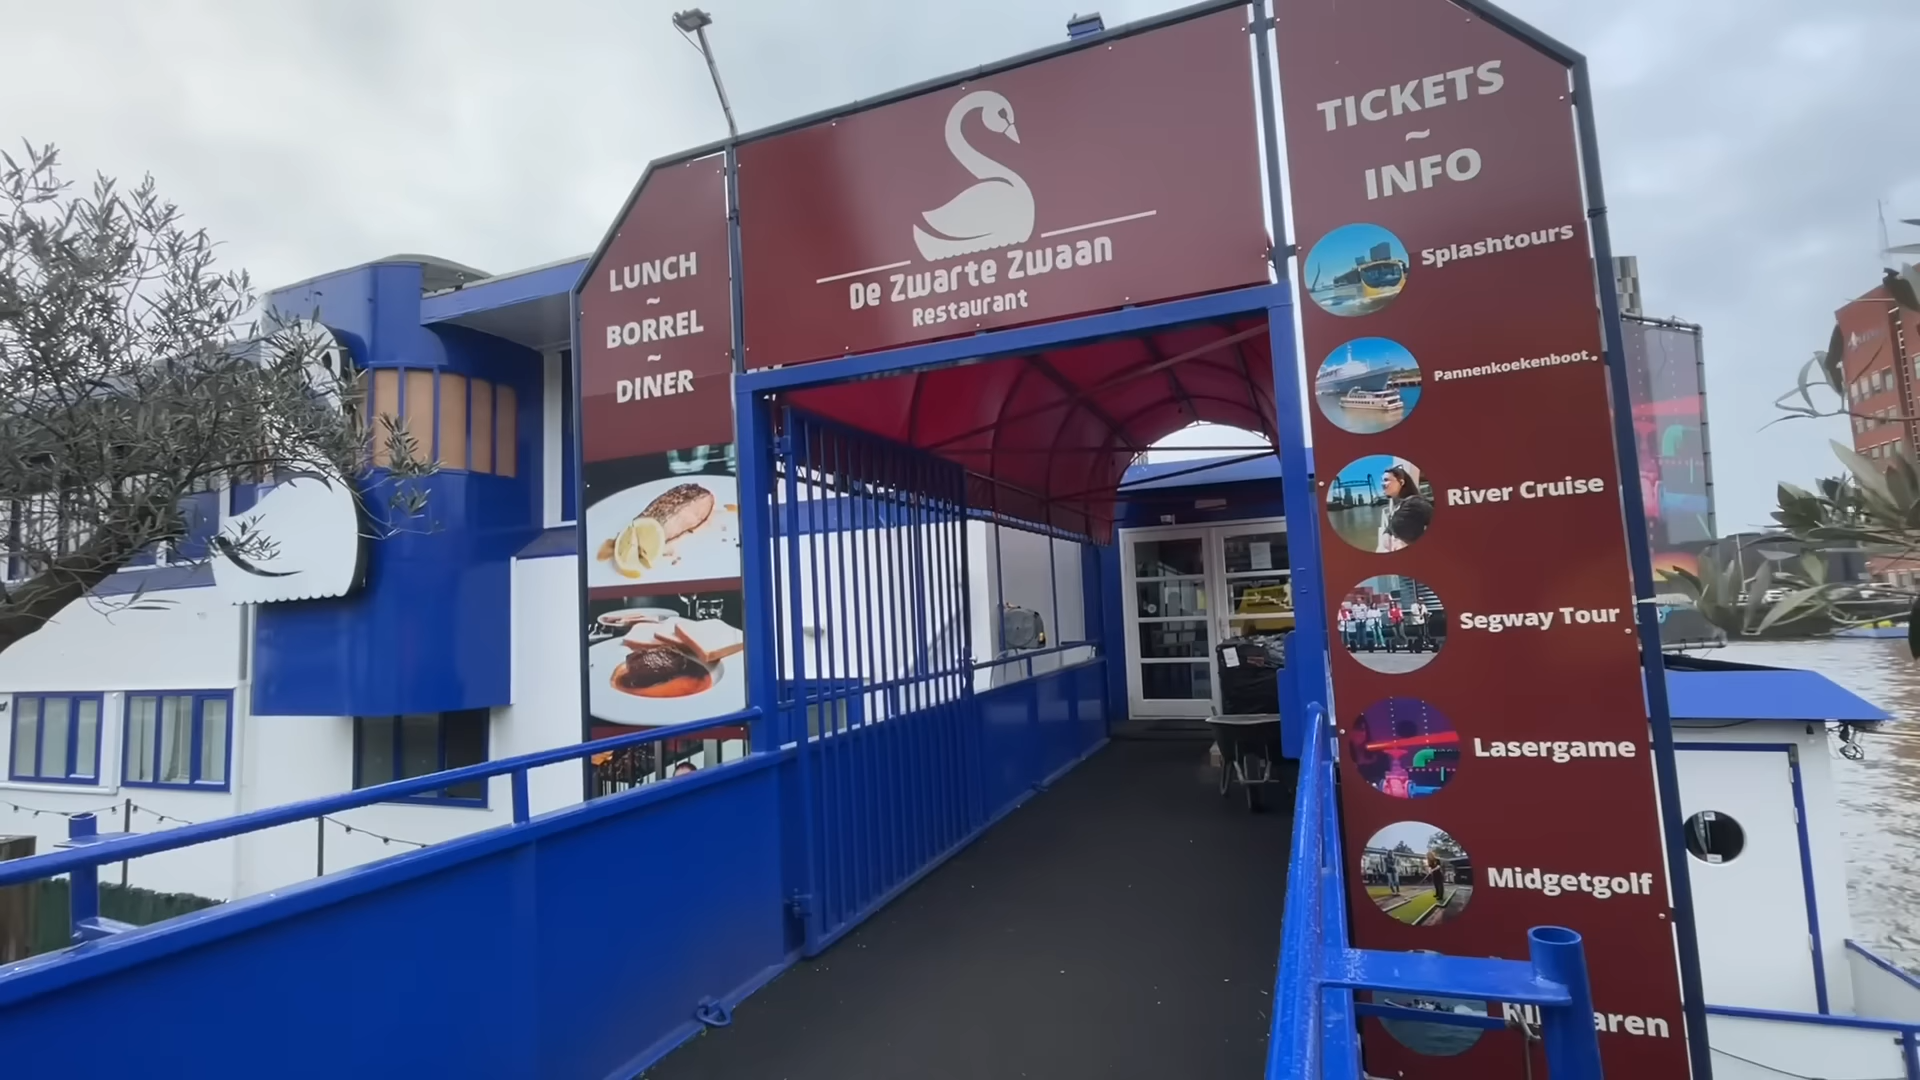 LUNCH
~
BORREL
~
DINER
De Zwarte Zwaan
Restaurant
TICKETS
~
INFO
Splashtours
Pannenkoekenboot
River Cruise
Segway Tour
Lasergame
Midgetgolf